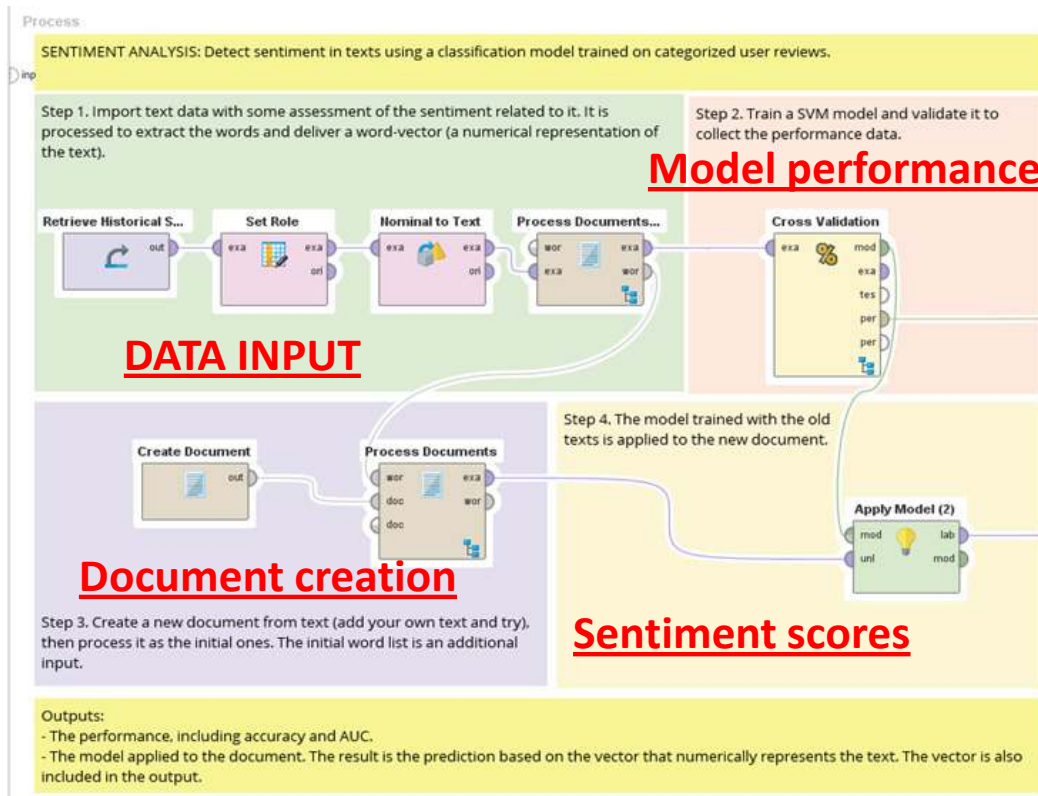 Process
SENTIMENT ANALYSIS: Detect sentiment in texts using a classification model trained on categorized user reviews.
inp
Step 1. Import text data with some assessment of the sentiment related to it. It is
processed to extract the words and deliver a word-vector (a numerical representation of
the text).
Step 2. Train a SVM model and validate it to
collect the performance data.
Model performance
Retrieve Historical S...
out
Set Role
exa
exa
ori
Nominal to Text
exa
exa
ori
Process Documents...
wor
exa
exa
wor
Cross Validation
exa
mod
exa
tes
per
per
DATA INPUT
Create Document
out
Process Documents
wor
exa
doc
wor
doc
Step 4. The model trained with the old
texts is applied to the new document.
Apply Model (2)
mod
lab
unl
mod
Document creation
Step 3. Create a new document from text (add your own text and try),
then process it as the initial ones. The initial word list is an additional
input.
Sentiment scores
Outputs:
- The performance, including accuracy and AUC.
- The model applied to the document. The result is the prediction based on the vector that numerically represents the text. The vector is also
included in the output.